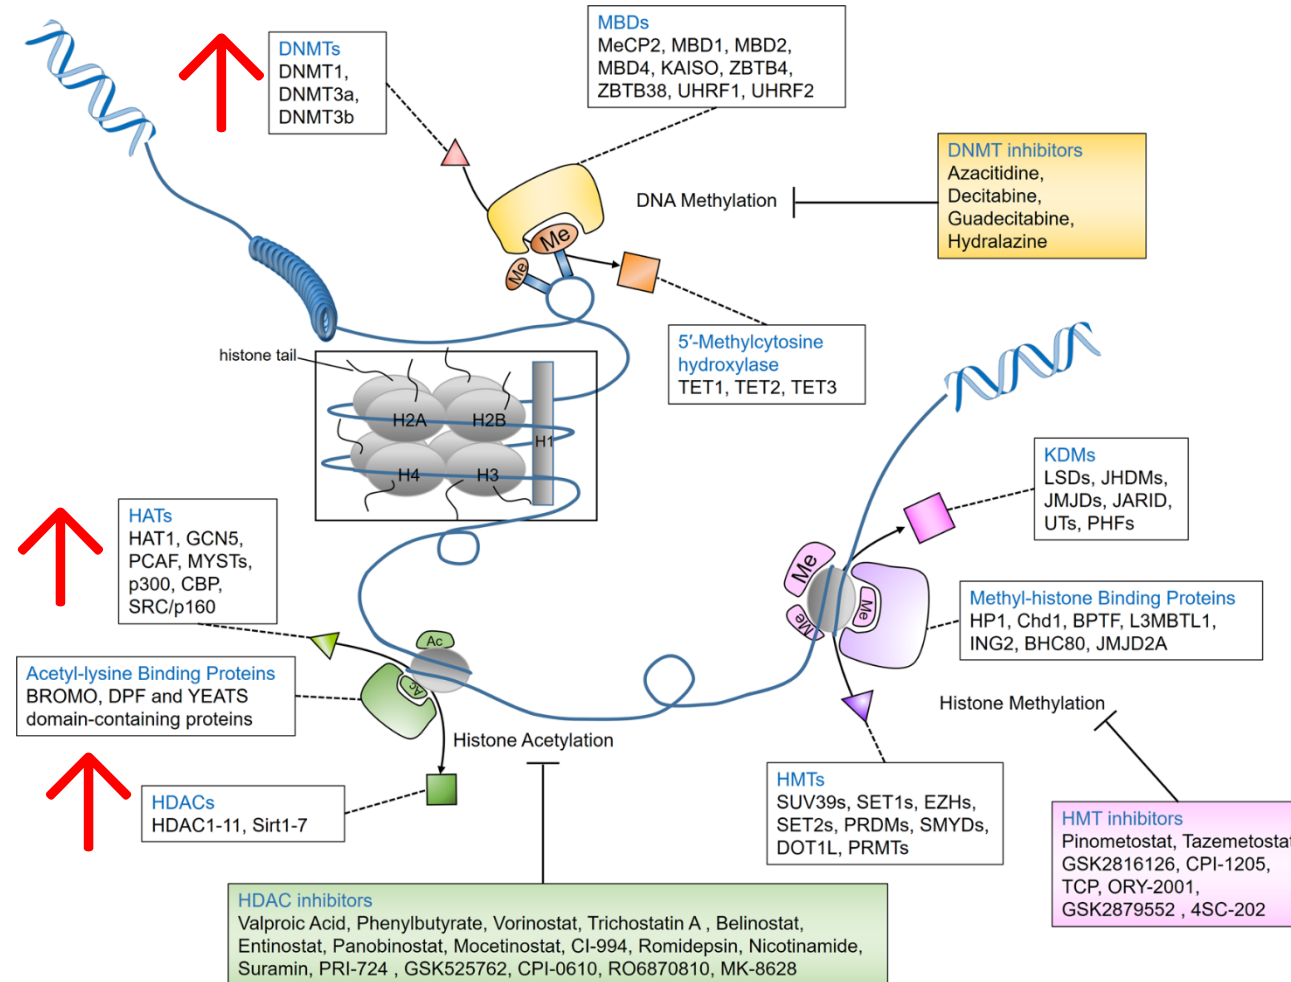 DNMTs
DNMT1,
DNMT3a,
DNMT3b
MBDs
MeCP2, MBD1, MBD2,
MBD4, KAISO, ZBTB4,
ZBTB38, UHRF1, UHRF2
DNA Methylation
DNMT inhibitors
Azacitidine,
Decitabine,
Guadecitabine,
Hydralazine
Me
Me
5′-Methylcytosine
hydroxylase
TET1, TET2, TET3
histone tail
H2A
H2B
H1
H4
H3
HATs
HAT1, GCN5,
PCAF, MYSTs,
p300, CBP,
SRC/p160
Acetyl-lysine Binding Proteins
BROMO, DPF and YEATS
domain-containing proteins
Ac
Ac
Histone Acetylation
HDACs
HDAC1-11, Sirt1-7
HDAC inhibitors
Valproic Acid, Phenylbutyrate, Vorinostat, Trichostatin A , Belinostat,
Entinostat, Panobinostat, Mocetinostat, CI-994, Romidepsin, Nicotinamide,
Suramin, PRI-724 , GSK525762, CPI-0610, RO6870810, MK-8628
KDMs
LSDs, JHDMs,
JMJDs, JARID,
UTs, PHFs
Me
Me
Me
Methyl-histone Binding Proteins
HP1, Chd1, BPTF, L3MBTL1,
ING2, BHC80, JMJD2A
Histone Methylation
HMTs
SUV39s, SET1s, EZHs,
SET2s, PRDMs, SMYDs,
DOT1L, PRMTs
HMT inhibitors
Pinometostat, Tazemetostat
GSK2816126, CPI-1205,
TCP, ORY-2001,
GSK2879552 , 4SC-202